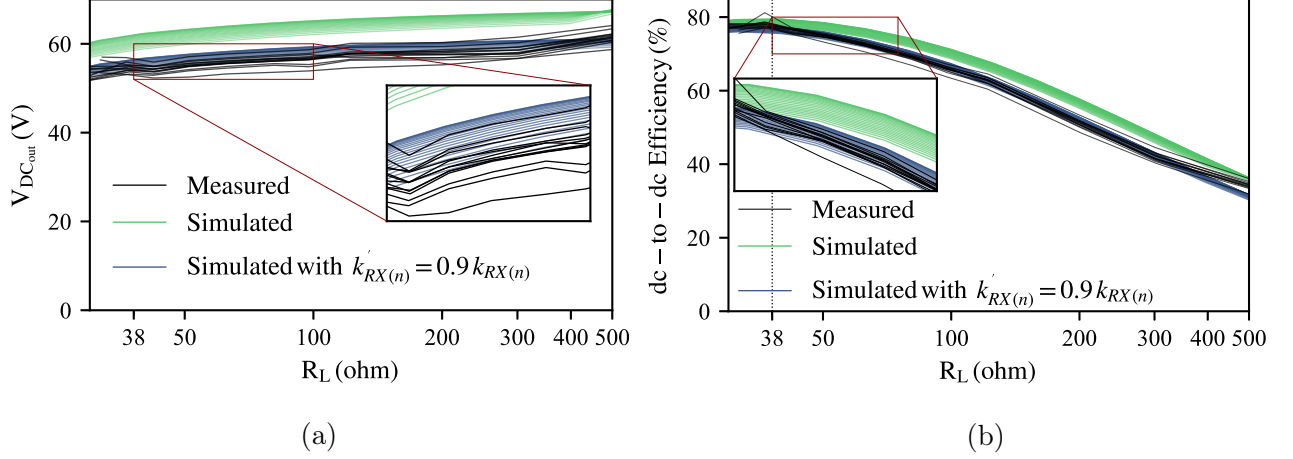 60
40
20
0
V_DC_out (V)
Measured
Simulated
Simulated with k'_RX(n) = 0.9 k_RX(n)
38 50 100 200 300 400 500
R_L (ohm)
(a)
80
60
40
20
0
dc − to − dc Efficiency (%)
Measured
Simulated
Simulated with k'_RX(n) = 0.9 k_RX(n)
38 50 100 200 300 400 500
R_L (ohm)
(b)